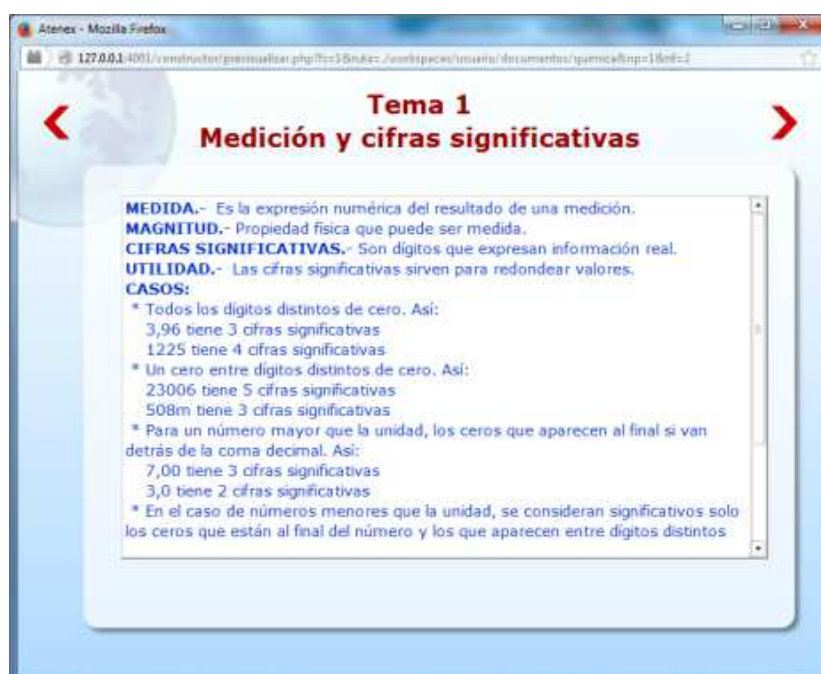 Atenex - Mozilla Firefox
Tema 1
Medición y cifras significativas
MEDIDA.- Es la expresión numérica del resultado de una medición.
MAGNITUD.- Propiedad física que puede ser medida.
CIFRAS SIGNIFICATIVAS.- Son dígitos que expresan información real.
UTILIDAD.- Las cifras significativas sirven para redondear valores.
CASOS:
* Todos los dígitos distintos de cero. Así:
3,96 tiene 3 cifras significativas
1225 tiene 4 cifras significativas
* Un cero entre dígitos distintos de cero. Así:
23006 tiene 5 cifras significativas
508m tiene 3 cifras significativas
* Para un número mayor que la unidad, los ceros que aparecen al final si van
detrás de la coma decimal. Así:
7,00 tiene 3 cifras significativas
3,0 tiene 2 cifras significativas
* En el caso de números menores que la unidad, se consideran significativos solo
los ceros que están al final del número y los que aparecen entre dígitos distintos